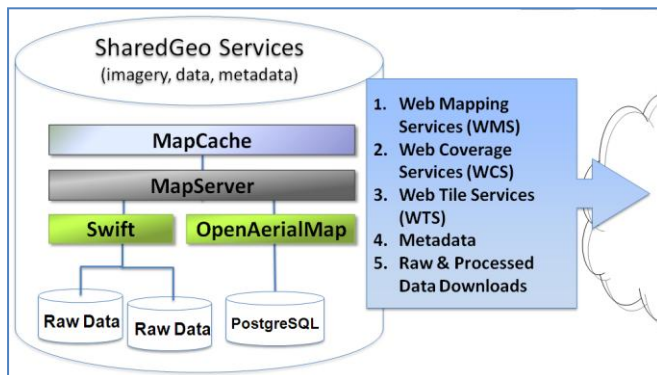 SharedGeo Services
(imagery, data, metadata)
MapCache
MapServer
Swift
OpenAerialMap
Raw Data
Raw Data
PostgreSQL
1. Web Mapping
Services (WMS)
2. Web Coverage
Services (WCS)
3. Web Tile Services
(WTS)
4. Metadata
5. Raw & Processed
Data Downloads